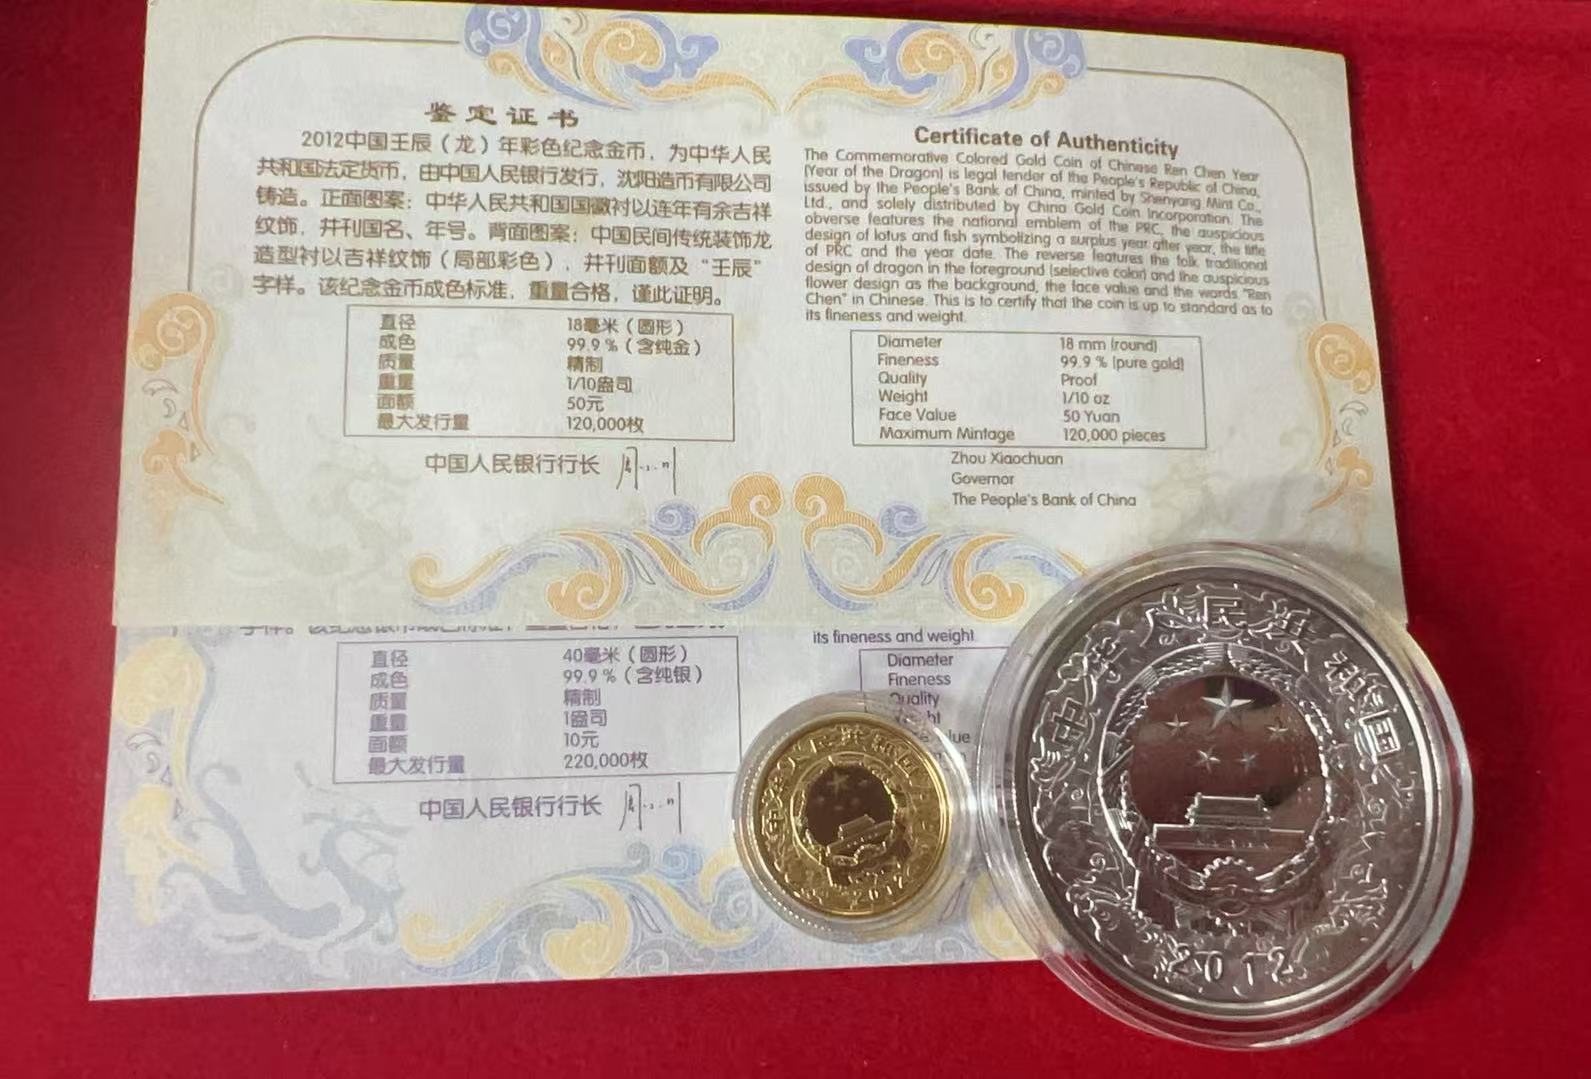 鉴定证书
2012中国壬辰（龙）年彩色纪念金币，为中华人民
共和国法定货币，由中国人民银行发行，沈阳造币有限公司
铸造。正面图案：中华人民共和国国徽衬以连年有余吉祥
纹饰，并刊国名、年号。背面图案：中国民间传统装饰龙
造型衬以吉祥纹饰（局部彩色），并刊面额及“壬辰”
字样。该纪念金币成色标准，重量合格，谨此证明。
直径 18毫米（圆形）
成色 99.9％（含纯金）
质量 精制
重量 1/10盎司
面额 50元
最大发行量 120,000枚
中国人民银行行长
Certificate of Authenticity
The Commemorative Colored Gold Coin of Chinese Ren Chen Year
(Year of the Dragon) is legal tender of the People's Republic of China,
issued by the People's Bank of China, minted by Shenyang Mint Co.,
Ltd., and solely distributed by China Gold Coin Incorporation. The
obverse features the national emblem of the PRC, the auspicious
design of lotus and fish symbolizing a surplus year after year, the title
of PRC and the year date. The reverse features the folk traditional
design of dragon in the foreground (selective color) and the auspicious
flower design as the background, the face value and the words "Ren
Chen" in Chinese. This is to certify that the coin is up to standard as to
its fineness and weight.
Diameter 18 mm (round)
Fineness 99.9 % (pure gold)
Quality Proof
Weight 1/10 oz
Face Value 50 Yuan
Maximum Mintage 120,000 pieces
Zhou Xiaochuan
Governor
The People's Bank of China
直径 40毫米（圆形）
成色 99.9％（含纯银）
质量 精制
重量 1盎司
面额 10元
最大发行量 220,000枚
中国人民银行行长
its fineness and weight.
Diameter
Fineness
Quality
中华人民共和国
2012
中华人民共和国
2012